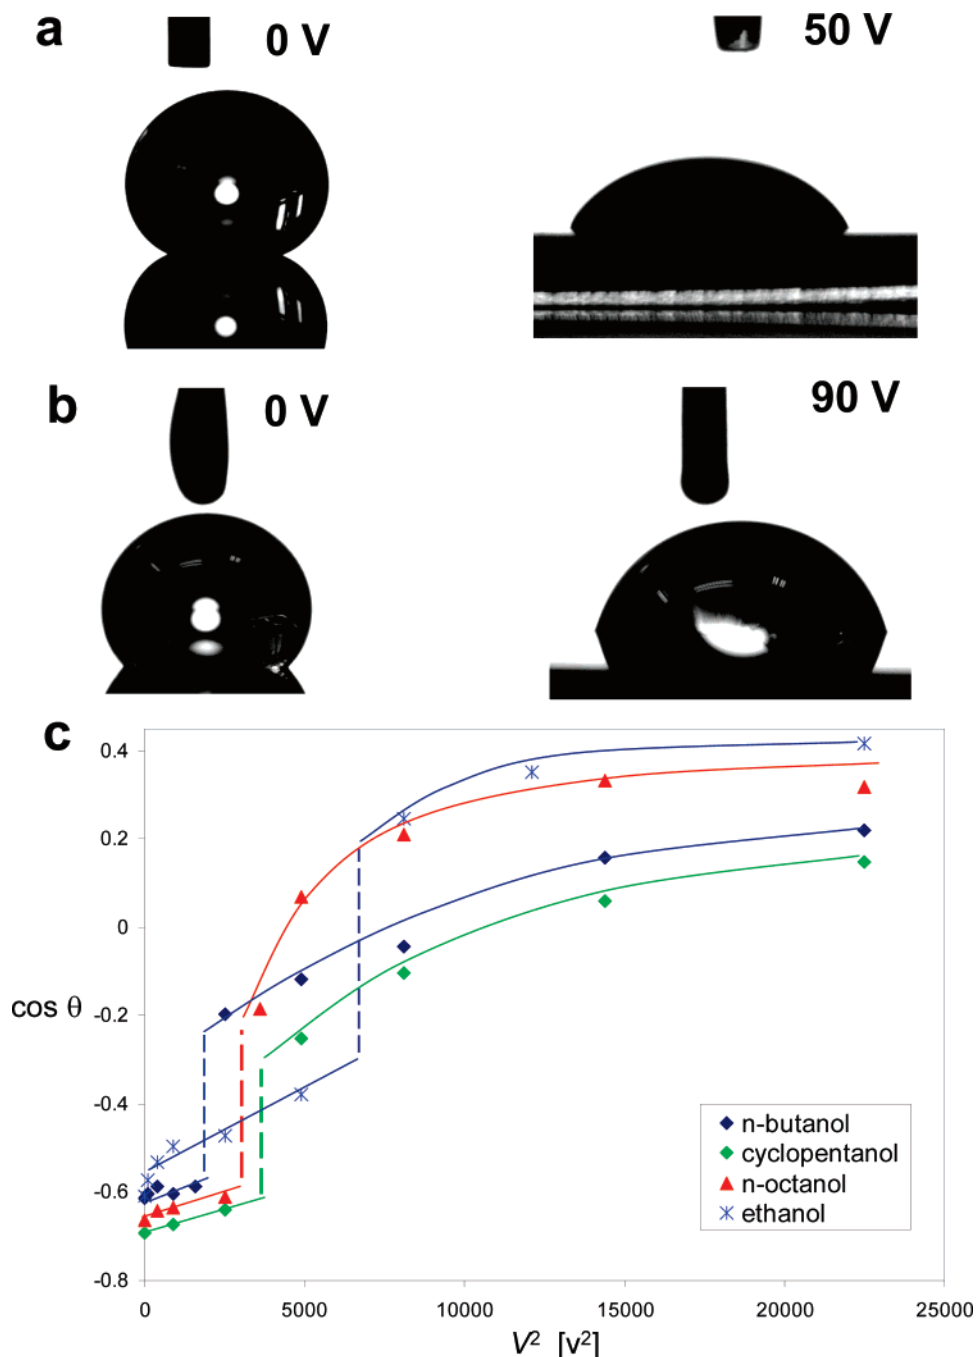 a 0 V 50 V
b 0 V 90 V
c
0.4
0.2
0
cos θ
-0.2
-0.4
-0.6
-0.8
n-butanol
cyclopentanol
n-octanol
ethanol
0 5000 10000 15000 20000 25000
V² [v²]